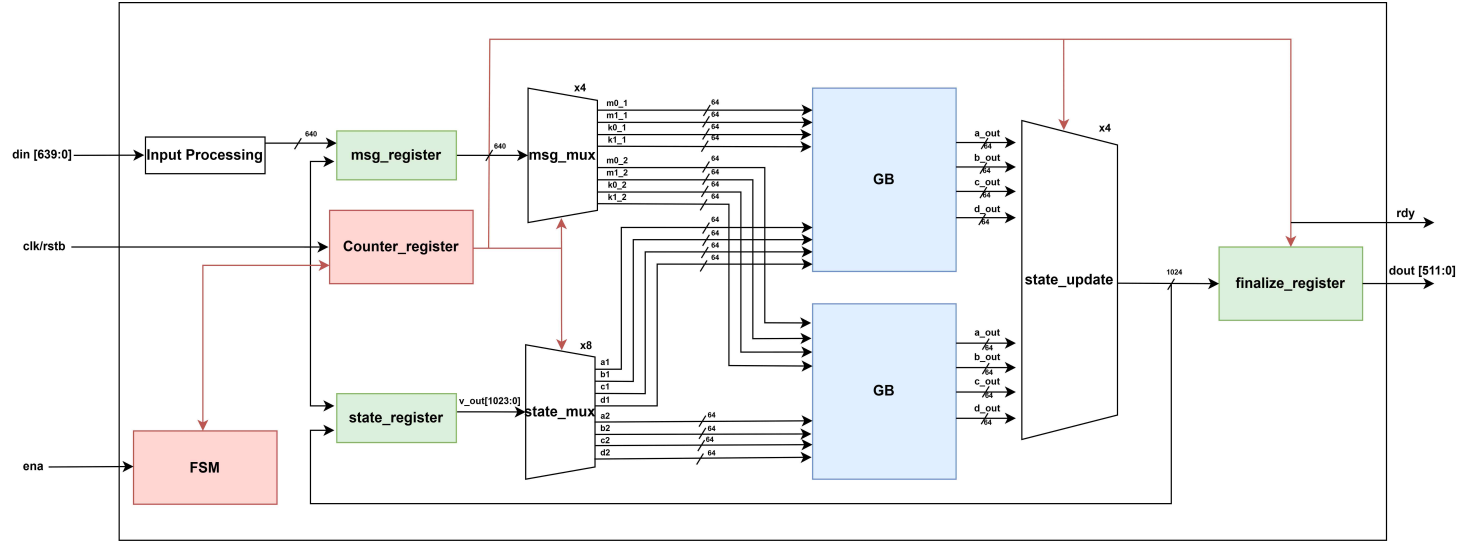 din [639:0]
Input Processing
640
msg_register
640
x4
msg_mux
m0_1
64
m1_1
64
k0_1
64
k1_1
64
m0_2
64
m1_2
64
k0_2
64
k1_2
64
64
64
64
64
GB
a_out
64
b_out
64
c_out
64
d_out
64
x4
state_update
clk/rstb
Counter_register
rdy
1024
finalize_register
dout [511:0]
x8
state_mux
a1
b1
c1
d1
a2
64
b2
64
c2
64
d2
64
GB
a_out
64
b_out
64
c_out
64
d_out
64
state_register
v_out[1023:0]
ena
FSM